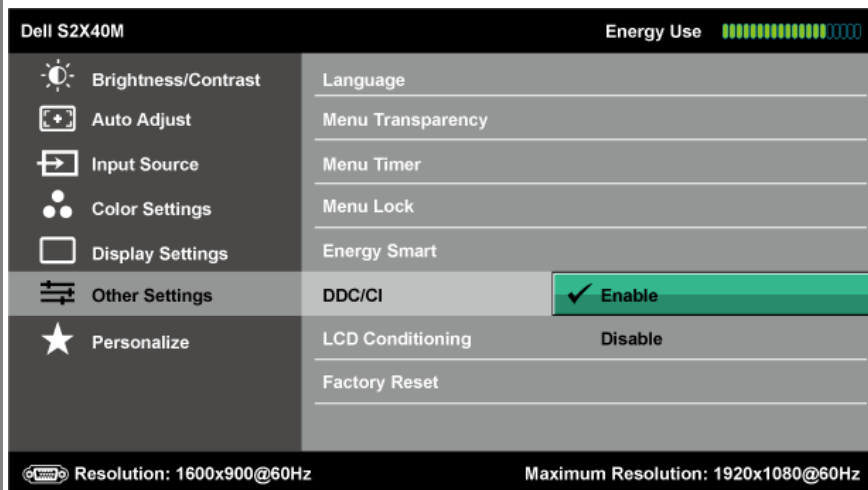 Dell S2X40M Energy Use
Brightness/Contrast Language
Auto Adjust Menu Transparency
Input Source Menu Timer
Color Settings Menu Lock
Display Settings Energy Smart
Other Settings DDC/CI Enable
Personalize LCD Conditioning Disable
Factory Reset
Resolution: 1600x900@60Hz Maximum Resolution: 1920x1080@60Hz